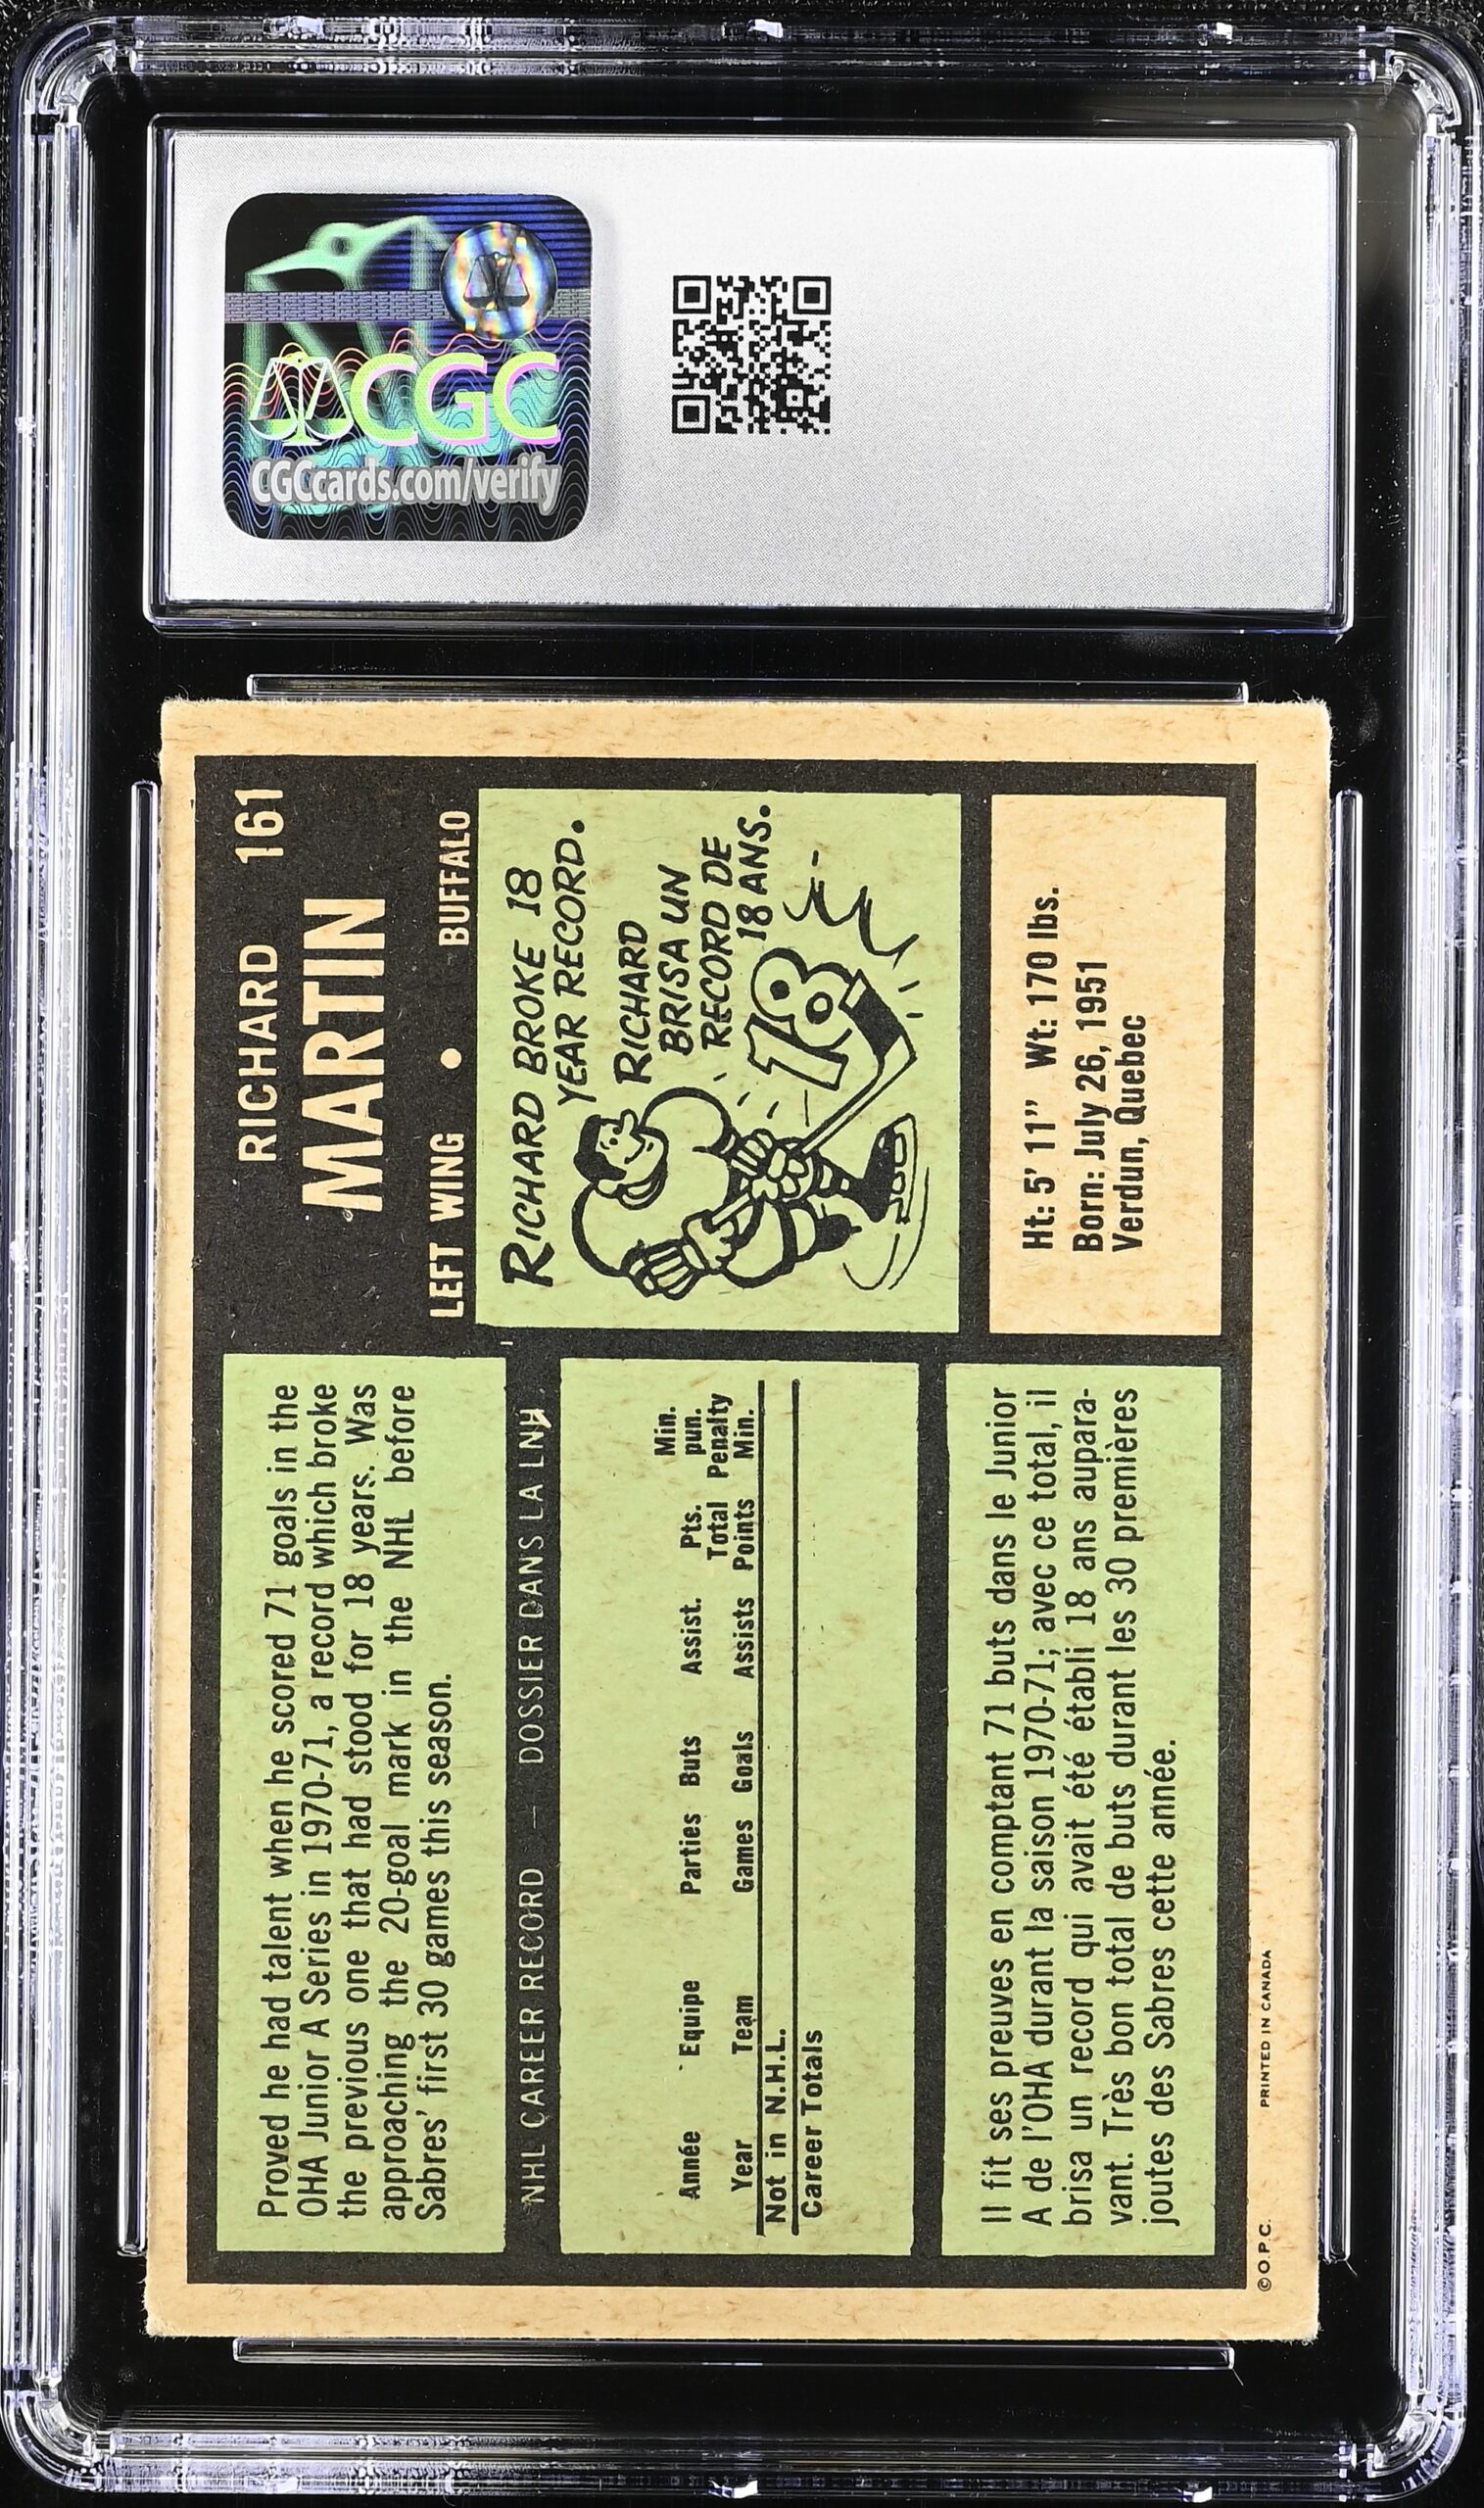 CGC
CGCcards.com/verify
RICHARD 161
MARTIN
LEFT WING • BUFFALO
RICHARD BROKE 18
YEAR RECORD.
RICHARD
BRISA UN
RECORD DE
18 ANS.
18
Ht: 5' 11" Wt: 170 lbs.
Born: July 26, 1951
Verdun, Quebec
Proved he had talent when he scored 71 goals in the
OHA Junior A Series in 1970-71, a record which broke
the previous one that had stood for 18 years. Was
approaching the 20-goal mark in the NHL before
Sabres' first 30 games this season.
NHL CAREER RECORD — DOSSIER DANS LA LNH
Min.
Année Equipe Parties Buts Assist. Pts. pun.
Total Penalty
Year Team Games Goals Assists Points Min.
Not in N.H.L.
Career Totals
Il fit ses preuves en comptant 71 buts dans le Junior
A de l'OHA durant la saison 1970-71; avec ce total, il
brisa un record qui avait été établi 18 ans aupara-
vant. Très bon total de buts durant les 30 premières
joutes des Sabres cette année.
©O.P.C. PRINTED IN CANADA